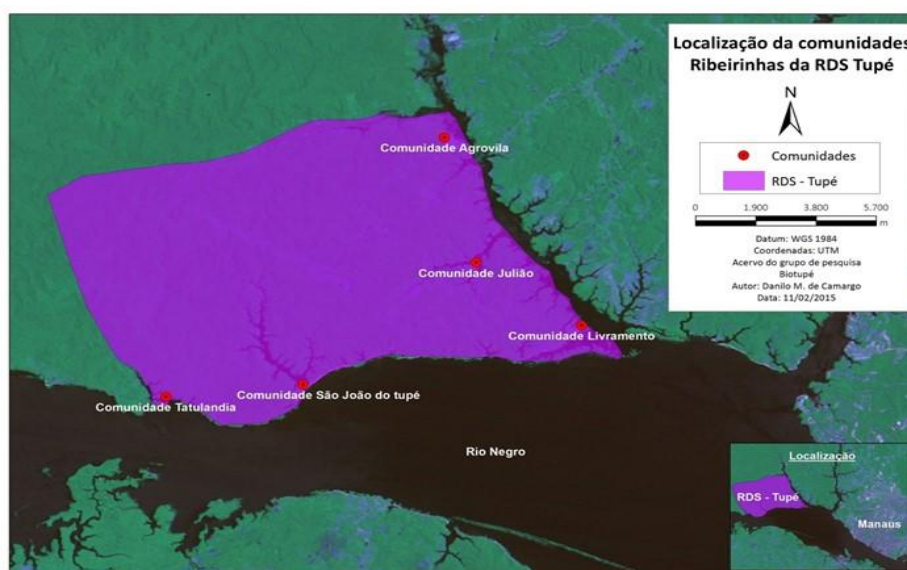 Localização da comunidades
Ribeirinhas da RDS Tupé
N
Comunidades
RDS - Tupé
0 1.900 3.800 5.700
m
Datum: WGS 1984
Coordenadas: UTM
Acervo do grupo de pesquisa
Biotupé
Autor: Danilo M. de Camargo
Data: 11/02/2015
Comunidade Agrovila
Comunidade Julião
Comunidade Livramento
Comunidade São João do tupé
Comunidade Tatulandia
Rio Negro
Localização
RDS - Tupé
Manaus